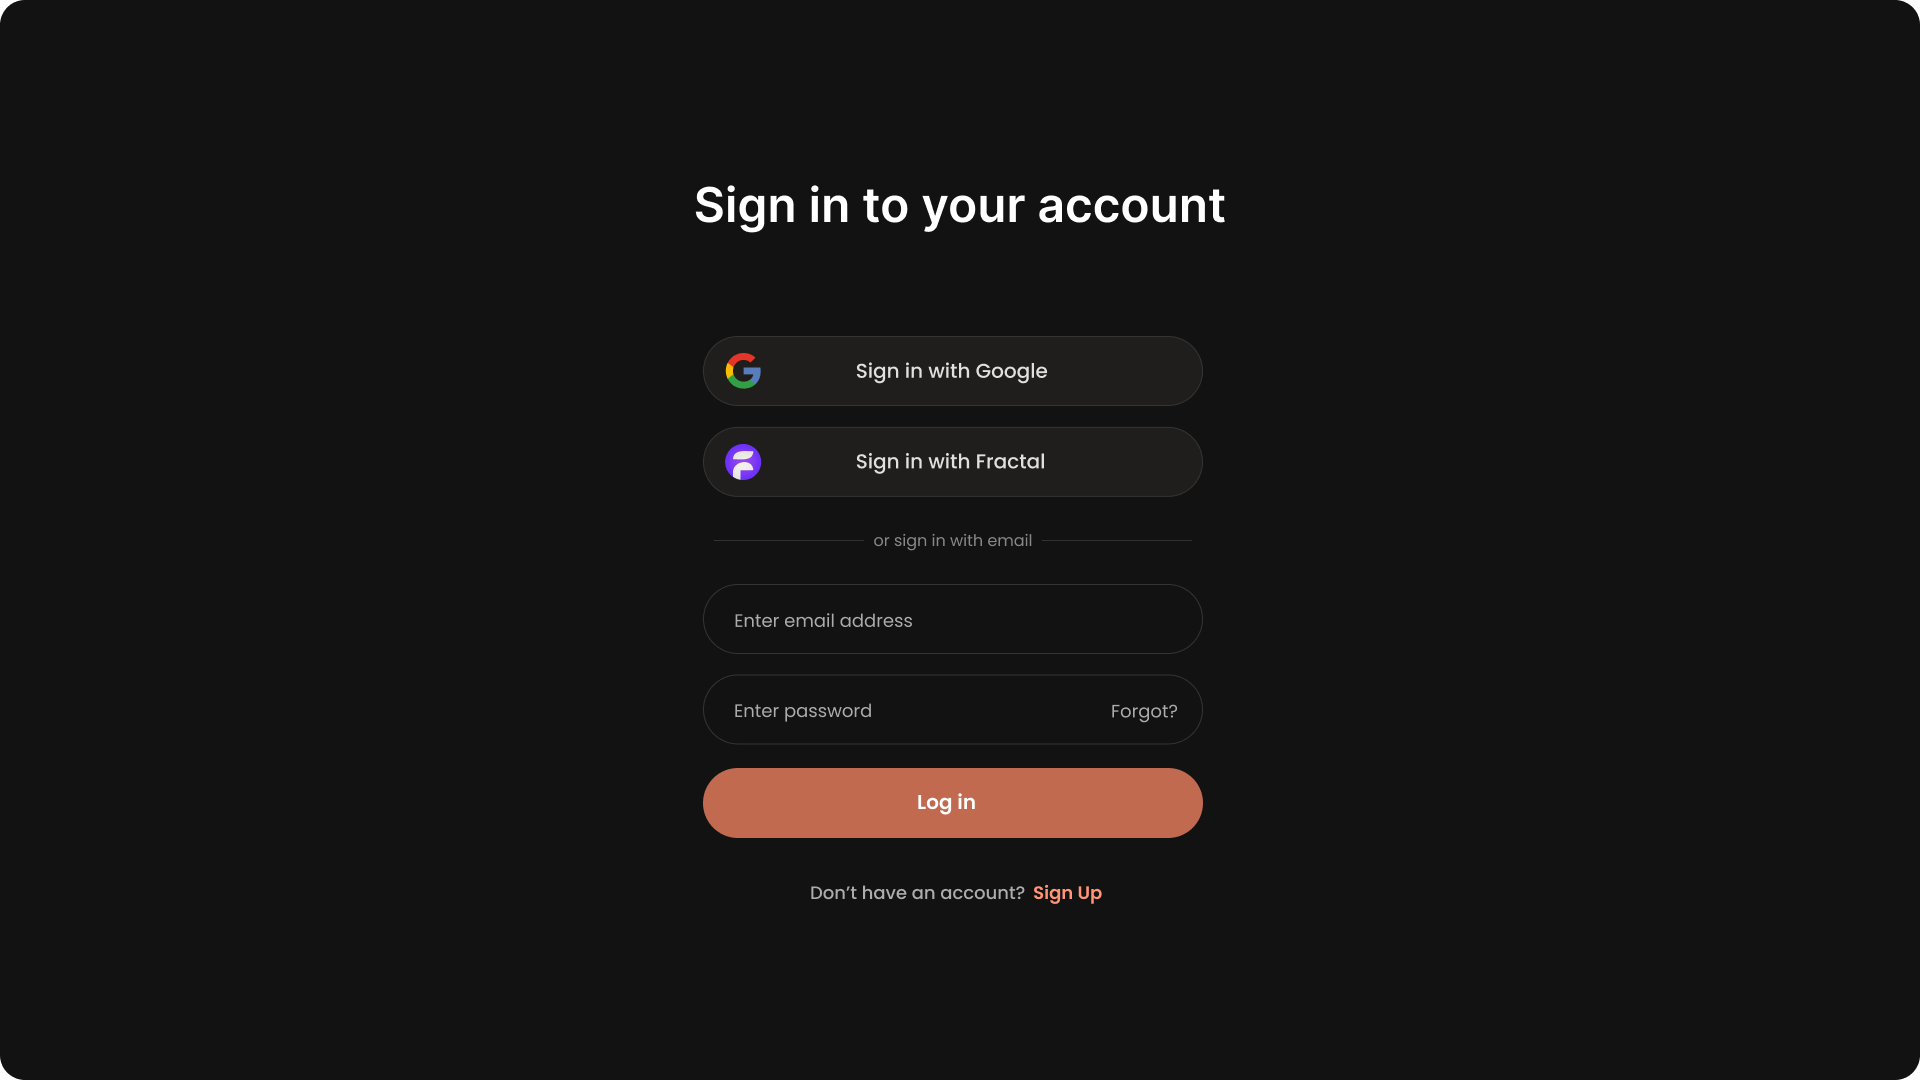 Sign in to your account
Sign in with Google
Sign in with Fractal
or sign in with email
Enter email address
Enter password
Forgot?
Log in
Don’t have an account? Sign Up